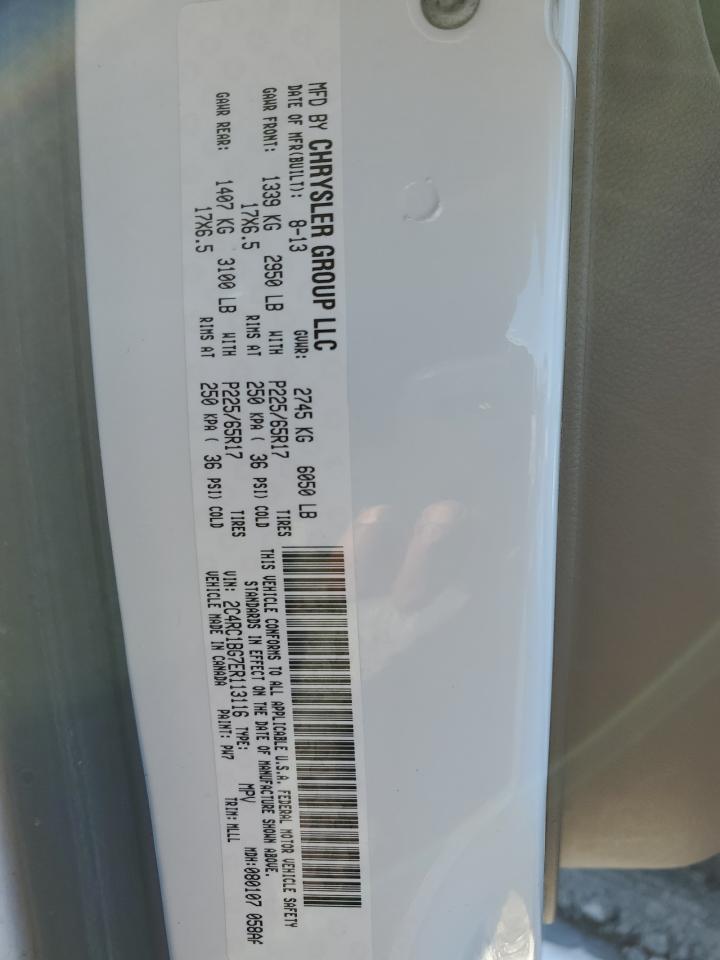 MFD BY CHRYSLER GROUP LLC
DATE OF MFR(BUILT): 8-13 GVWR: 2745 KG 6050 LB
GAWR FRONT: 1339 KG 2950 LB WITH P225/65R17 TIRES
17X6.5 RIMS AT 250 KPA ( 36 PSI) COLD
GAWR REAR: 1407 KG 3100 LB WITH P225/65R17 TIRES
17X6.5 RIMS AT 250 KPA ( 36 PSI) COLD
THIS VEHICLE CONFORMS TO ALL APPLICABLE U.S.A. FEDERAL MOTOR VEHICLE SAFETY
STANDARDS IN EFFECT ON THE DATE OF MANUFACTURE SHOWN ABOVE.
VIN: 2C4RC1BG7ER113116 TYPE: MPV MDH:080107 058AF
VEHICLE MADE IN CANADA PAINT: PW7 TRIM: MLLL